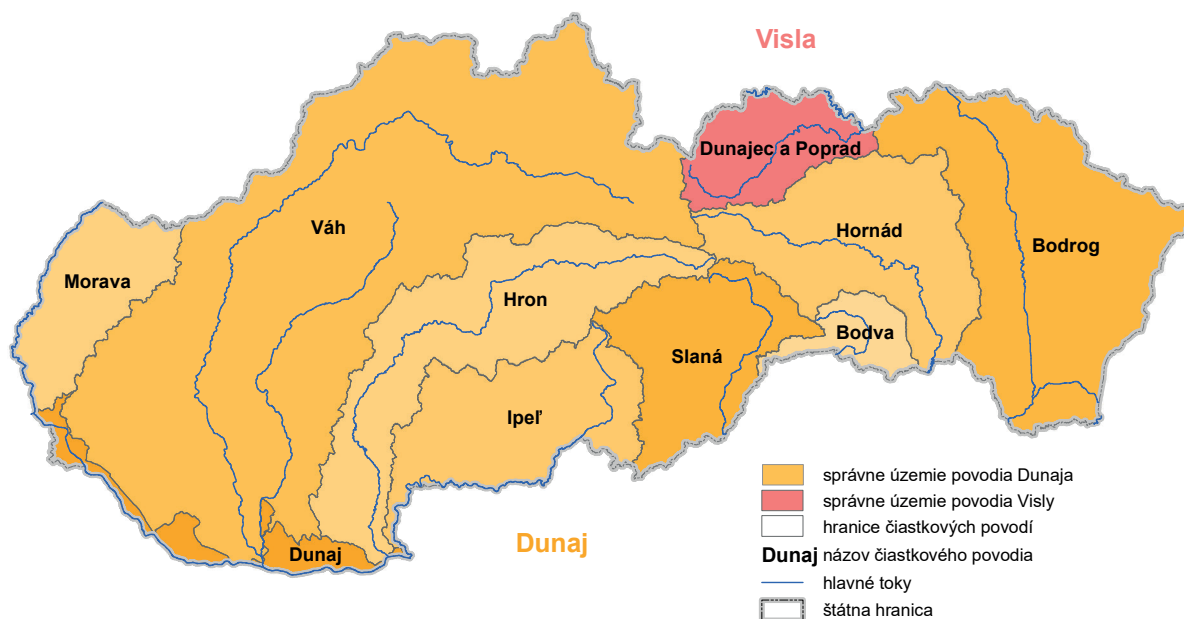 Visla
Dunajec a Poprad
Váh
Hornád
Bodrog
Morava
Hron
Bodva
Slaná
Ipeľ
Dunaj
Dunaj
správne územie povodia Dunaja
správne územie povodia Visly
hranice čiastkových povodí
Dunaj názov čiastkového povodia
hlavné toky
štátna hranica